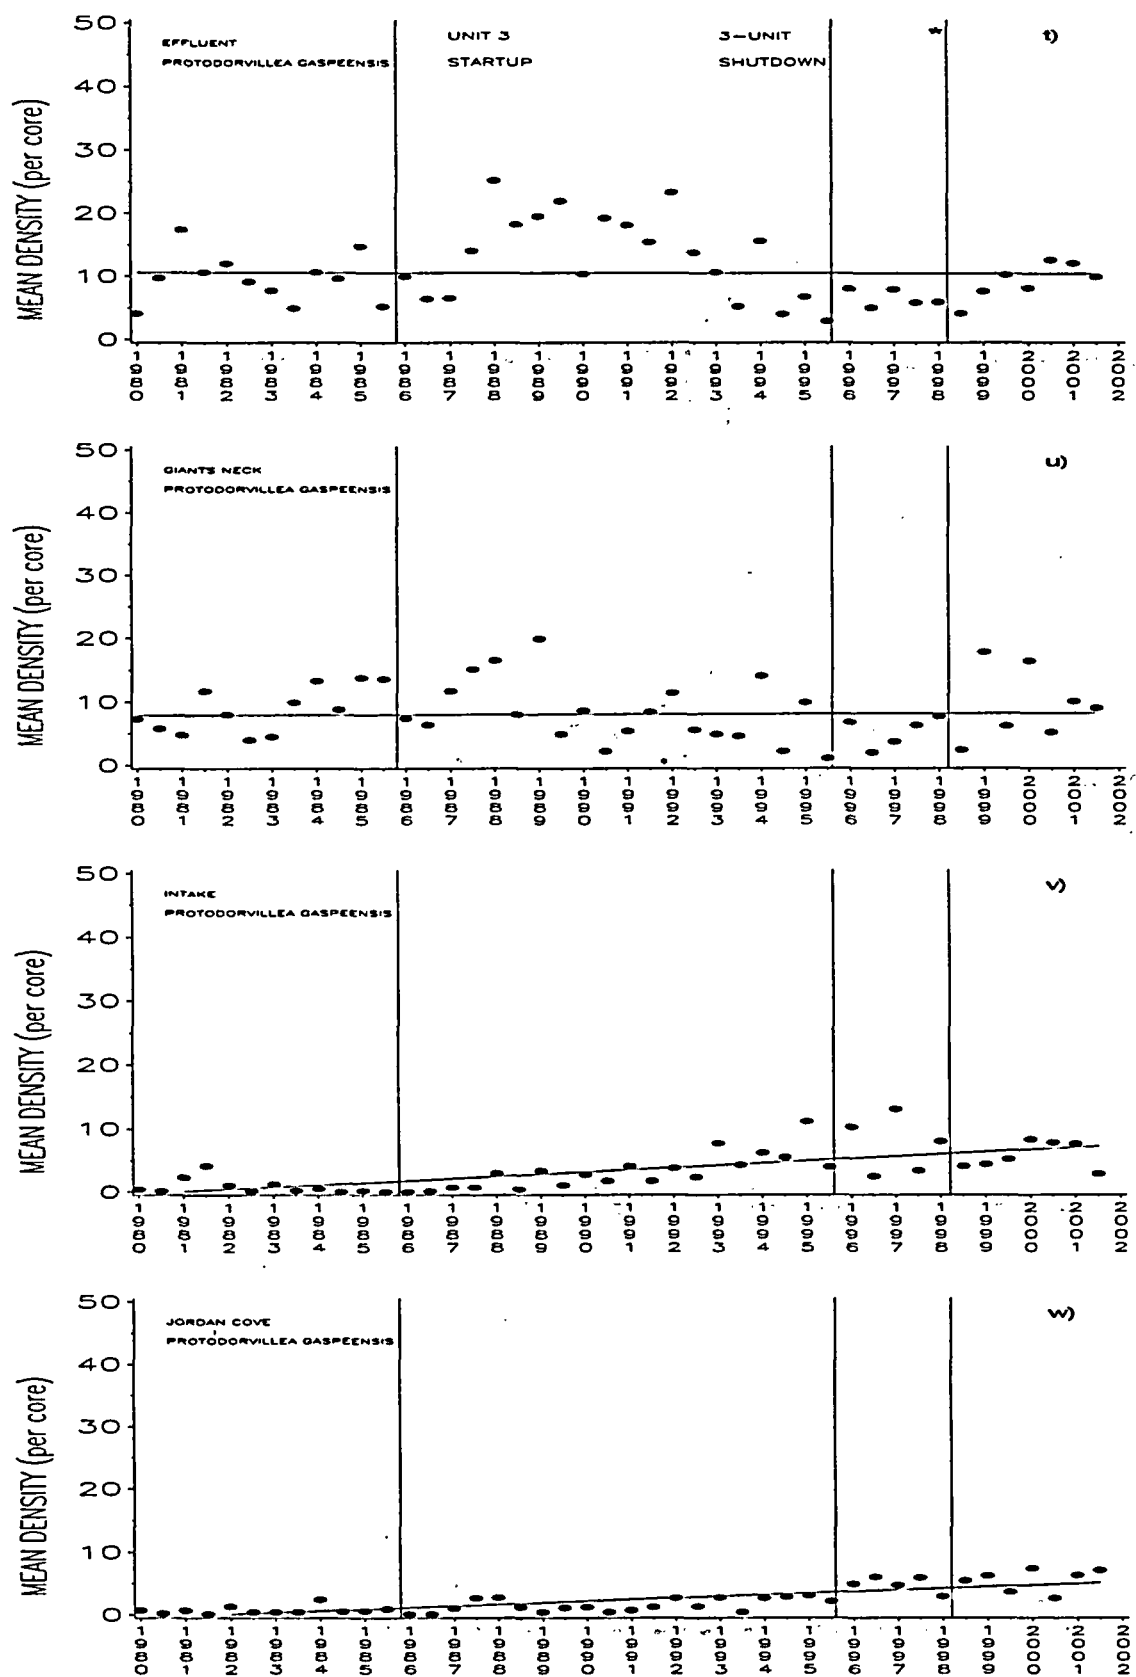 50
40
30
20
10
0
MEAN DENSITY (per core)
EFFLUENT
PROTODORVILLEA GASPEENSIS
UNIT 3
STARTUP
3-UNIT
SHUTDOWN
*
t)
1980 1981 1982 1983 1984 1985 1986 1987 1988 1989 1990 1991 1992 1993 1994 1995 1996 1997 1998 1999 2000 2001 2002
50
40
30
20
10
0
MEAN DENSITY (per core)
GIANTS NECK
PROTODORVILLEA GASPEENSIS
u)
1980 1981 1982 1983 1984 1985 1986 1987 1988 1989 1990 1991 1992 1993 1994 1995 1996 1997 1998 1999 2000 2001 2002
50
40
30
20
10
0
MEAN DENSITY (per core)
INTAKE
PROTODORVILLEA GASPEENSIS
v)
1980 1981 1982 1983 1984 1985 1986 1987 1988 1989 1990 1991 1992 1993 1994 1995 1996 1997 1998 1999 2000 2001 2002
50
40
30
20
10
0
MEAN DENSITY (per core)
JORDAN COVE
PROTODORVILLEA GASPEENSIS
w)
1980 1981 1982 1983 1984 1985 1986 1987 1988 1989 1990 1991 1992 1993 1994 1995 1996 1997 1998 1999 2000 2001 2002